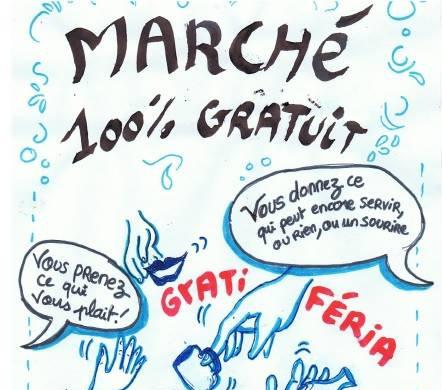 MARCHÉ
100% GRATUIT
Vous donnez ce
qui peut encore servir,
ou rien, ou un sourire
Vous prenez
ce qui
vous plait!
GRATI
FÉRIA